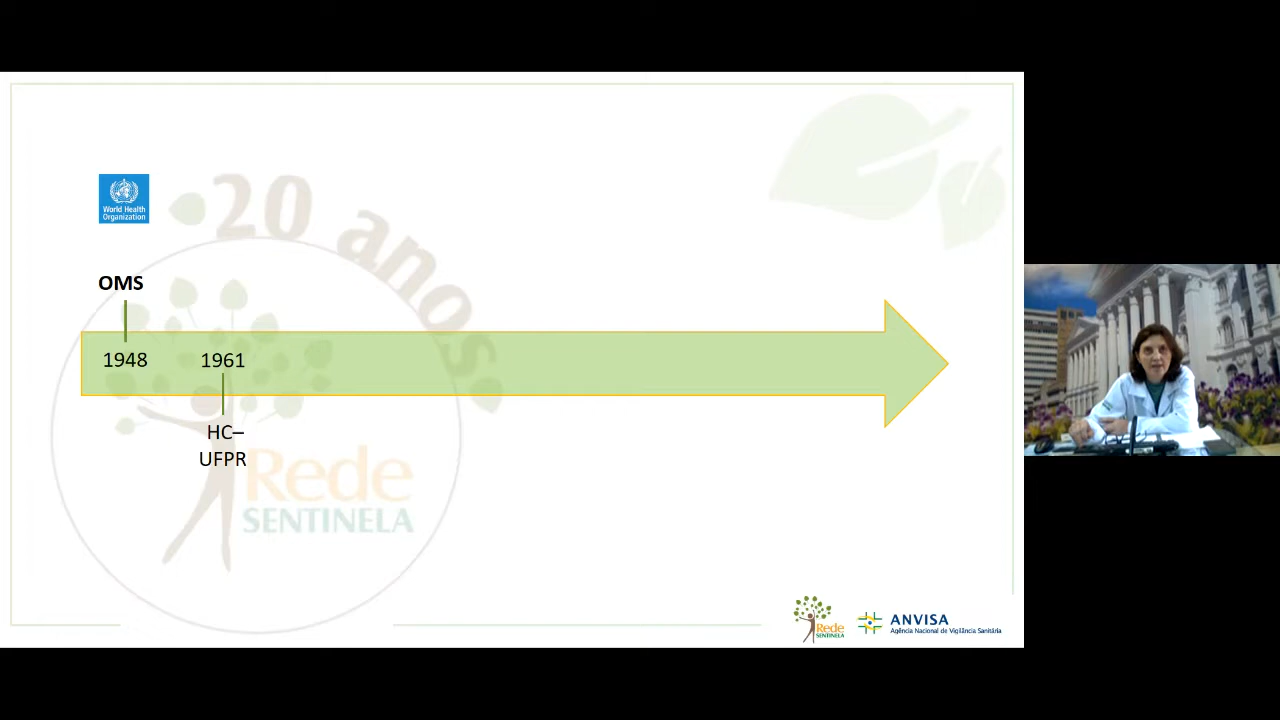 World Health
Organization
20 anos
OMS
1948
1961
HC–
UFPR
Rede
SENTINELA
Rede
SENTINELA
ANVISA
Agência Nacional de Vigilância Sanitária